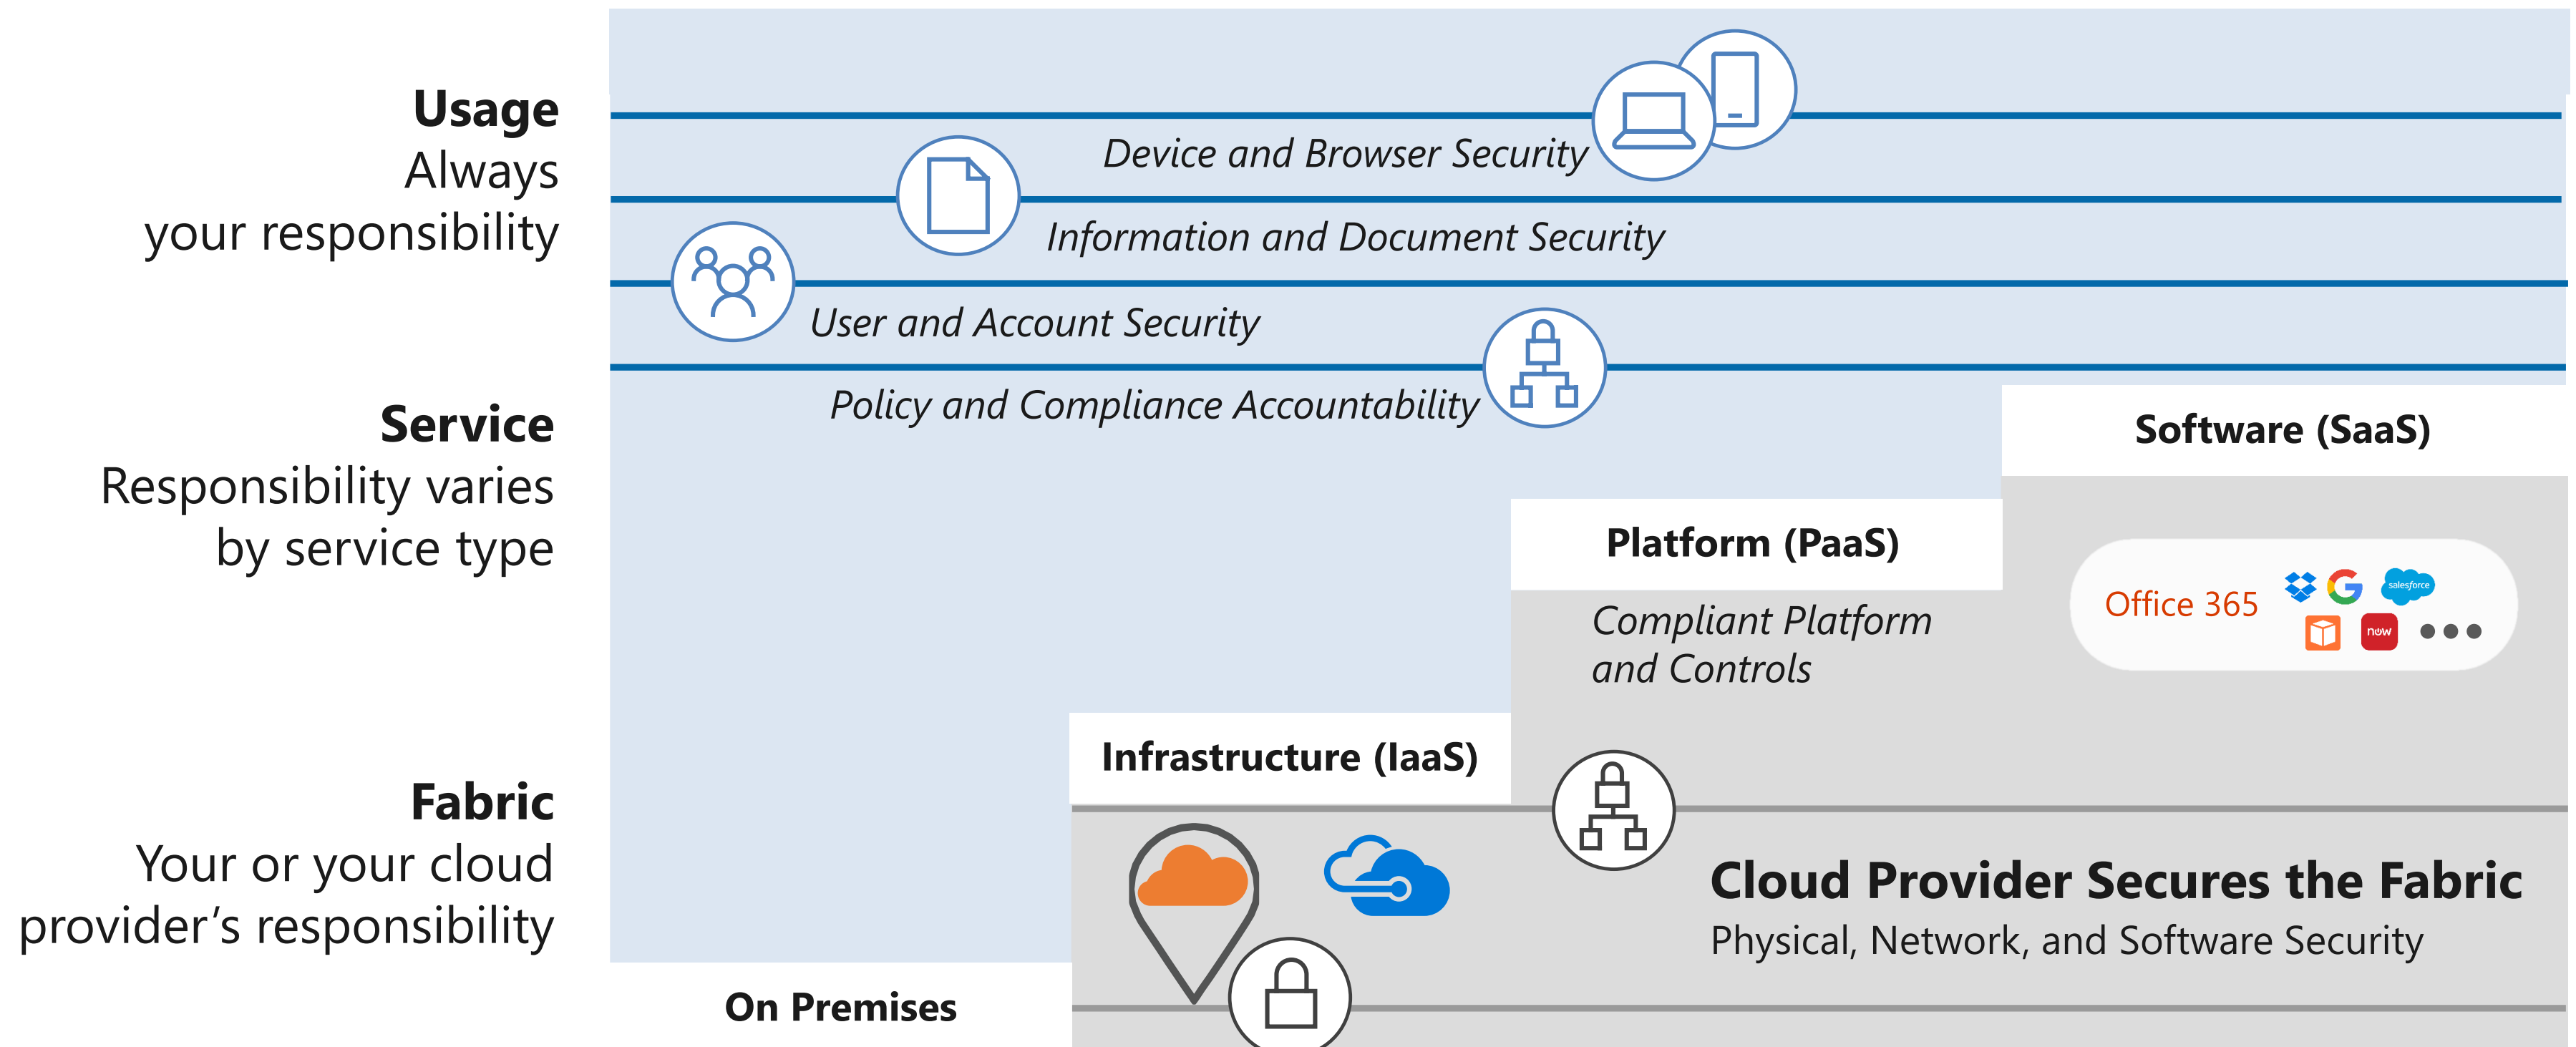 Usage
Always
your responsibility
Device and Browser Security
Information and Document Security
User and Account Security
Policy and Compliance Accountability
Service
Responsibility varies
by service type
Software (SaaS)
Platform (PaaS)
Compliant Platform
and Controls
Office 365
salesforce
now
Infrastructure (IaaS)
Fabric
Your or your cloud
provider’s responsibility
Cloud Provider Secures the Fabric
Physical, Network, and Software Security
On Premises